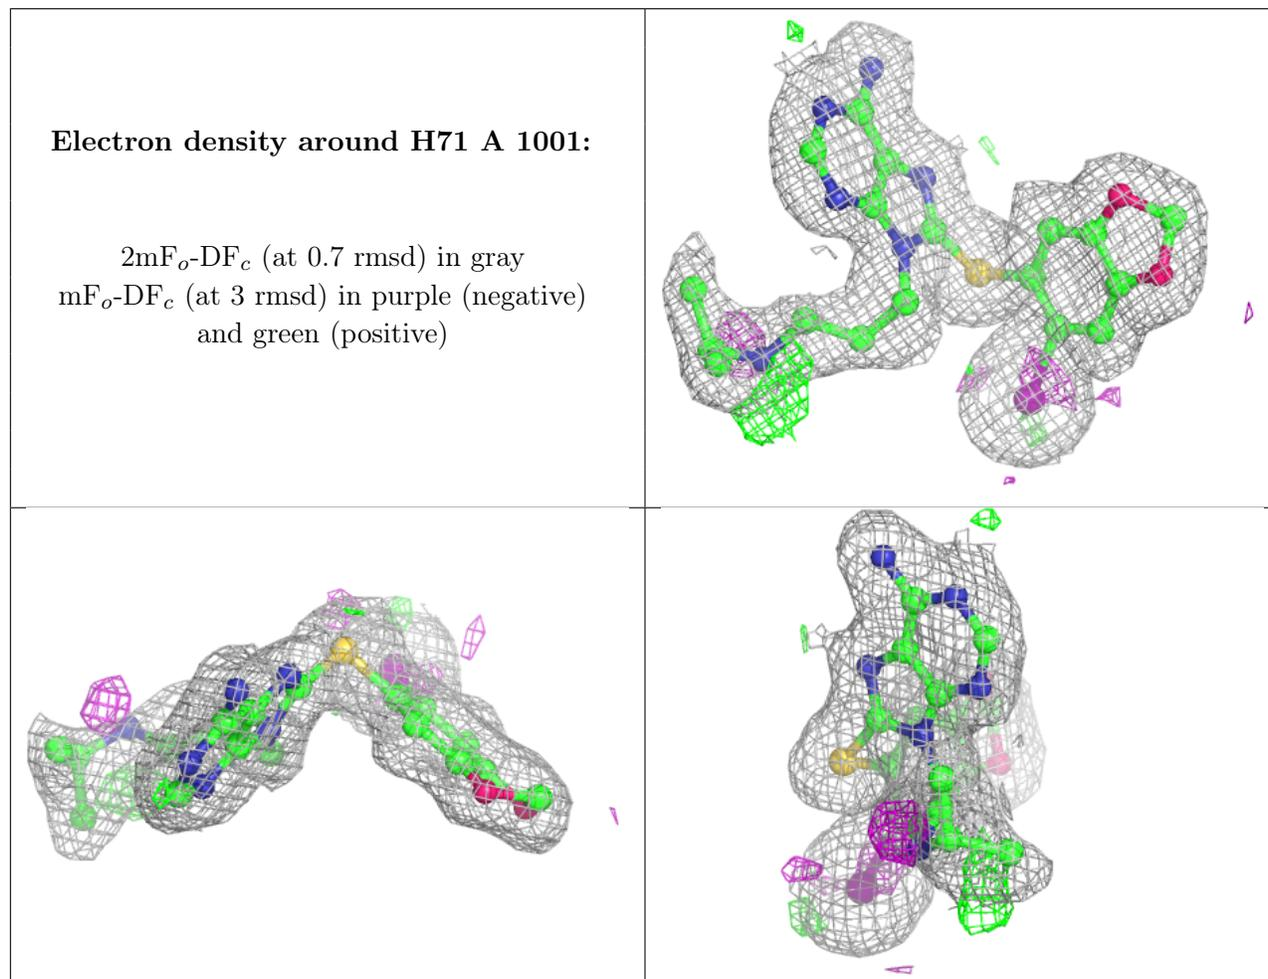 Electron density around H71 A 1001:
2mFo-DFc (at 0.7 rmsd) in gray
mFo-DFc (at 3 rmsd) in purple (negative)
and green (positive)